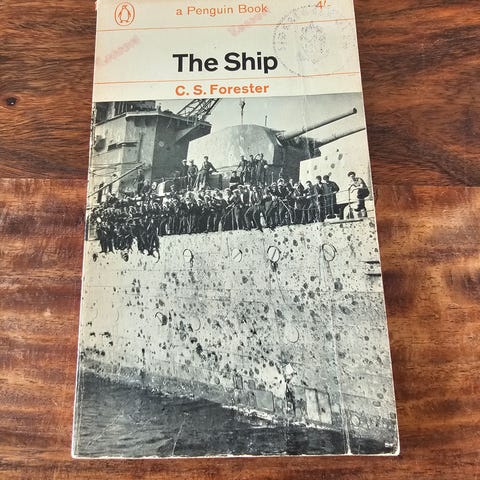 a Penguin Book
4/-
The Ship
C. S. Forester